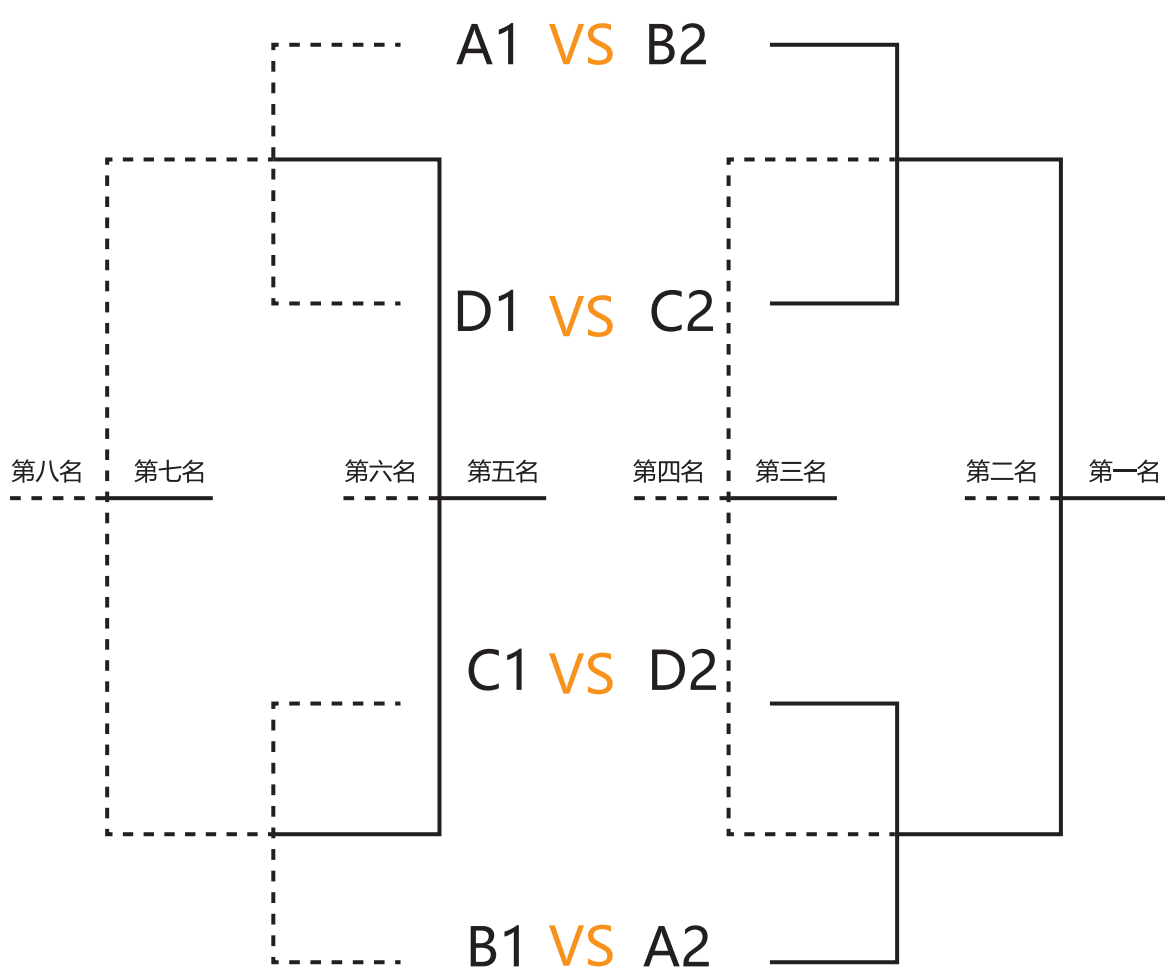 A1 VS B2
D1 VS C2
第八名 第七名 第六名 第五名 第四名 第三名 第二名 第一名
C1 VS D2
B1 VS A2